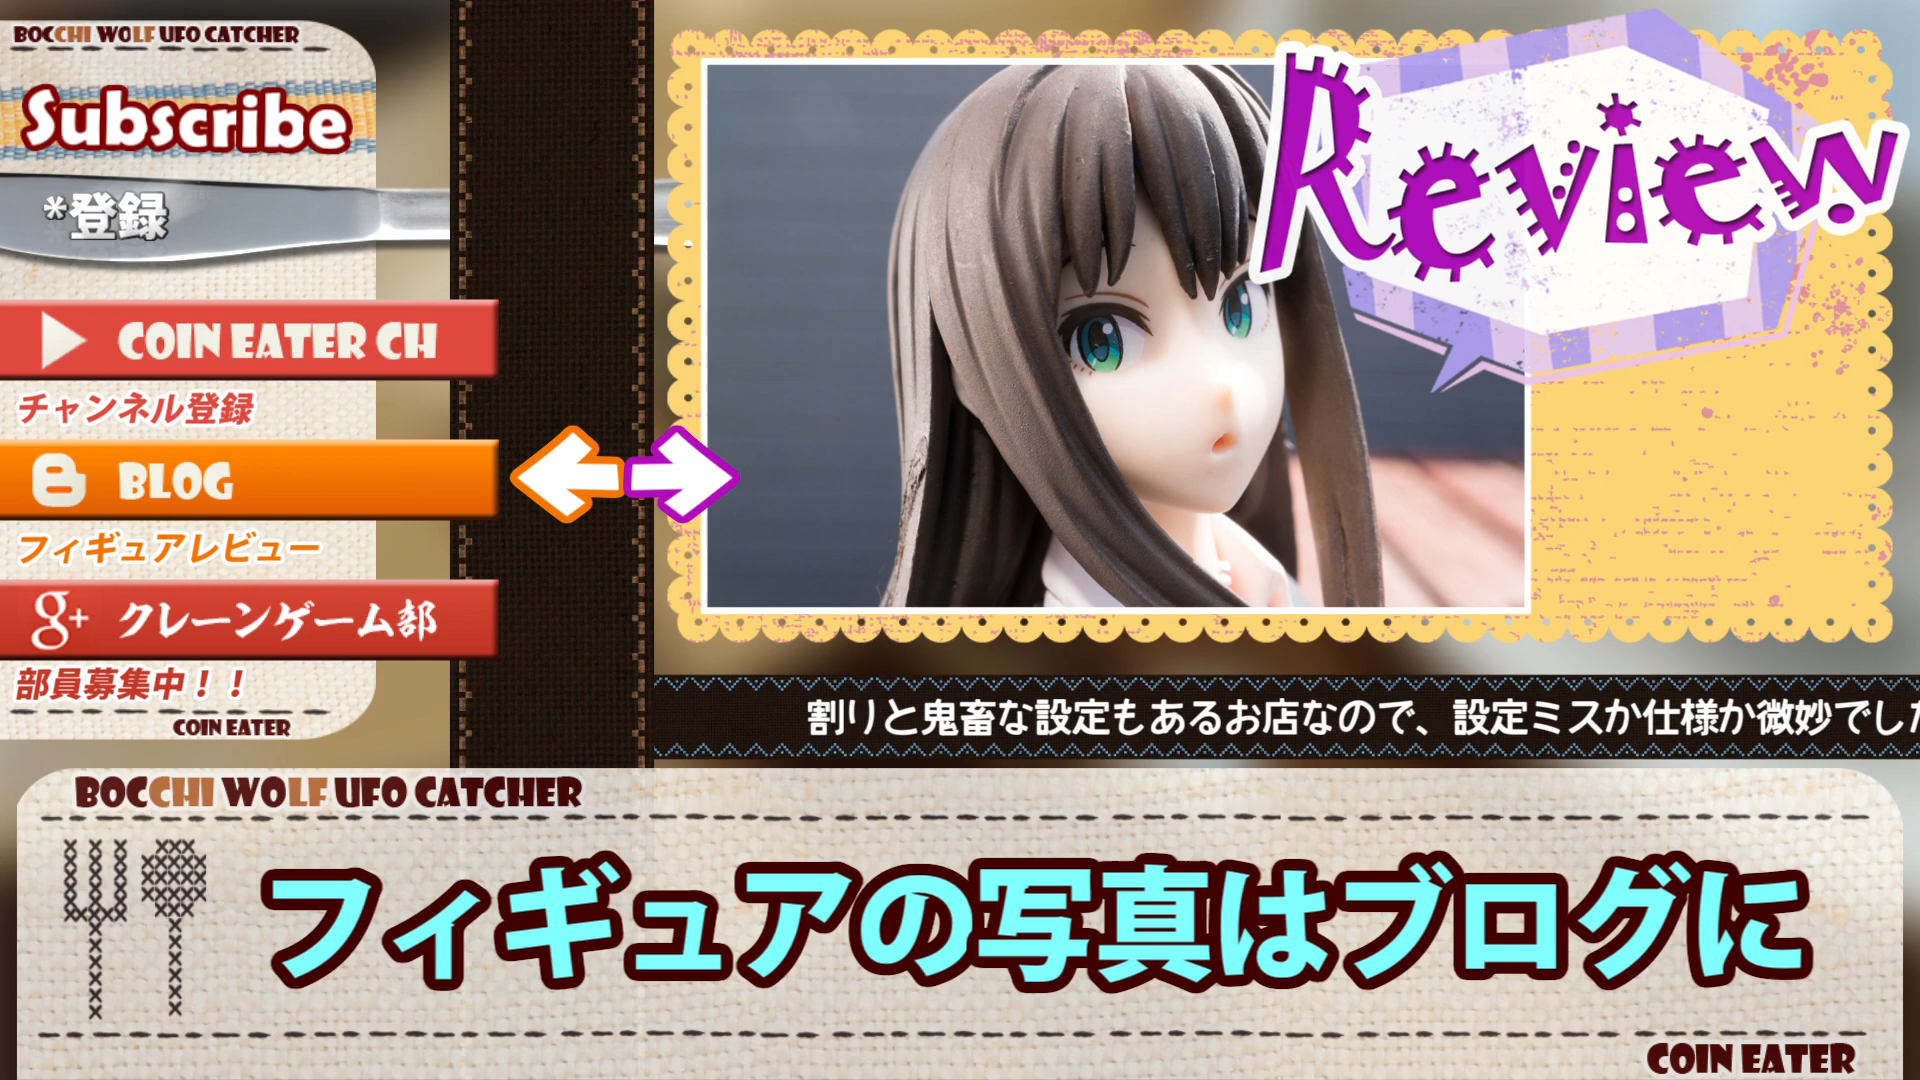 BOCCHI WOLF UFO CATCHER
Subscribe
*登録
COIN EATER CH
チャンネル登録
BLOG
フィギュアレビュー
g+ クレーンゲーム部
部員募集中！！
COIN EATER
Review
割りと鬼畜な設定もあるお店なので、設定ミスか仕様か微妙でした
BOCCHI WOLF UFO CATCHER
フィギュアの写真はブログに
COIN EATER